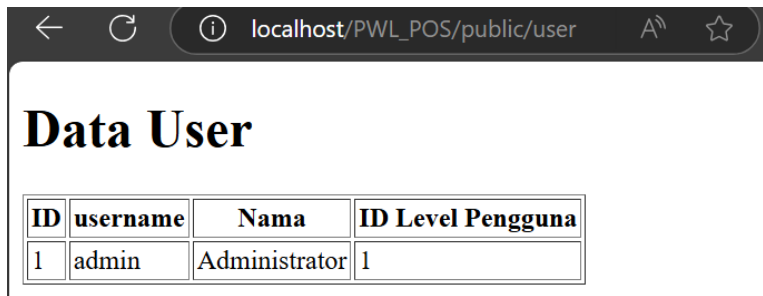 localhost/PWL_POS/public/user
Data User
ID username Nama ID Level Pengguna
1 admin Administrator 1